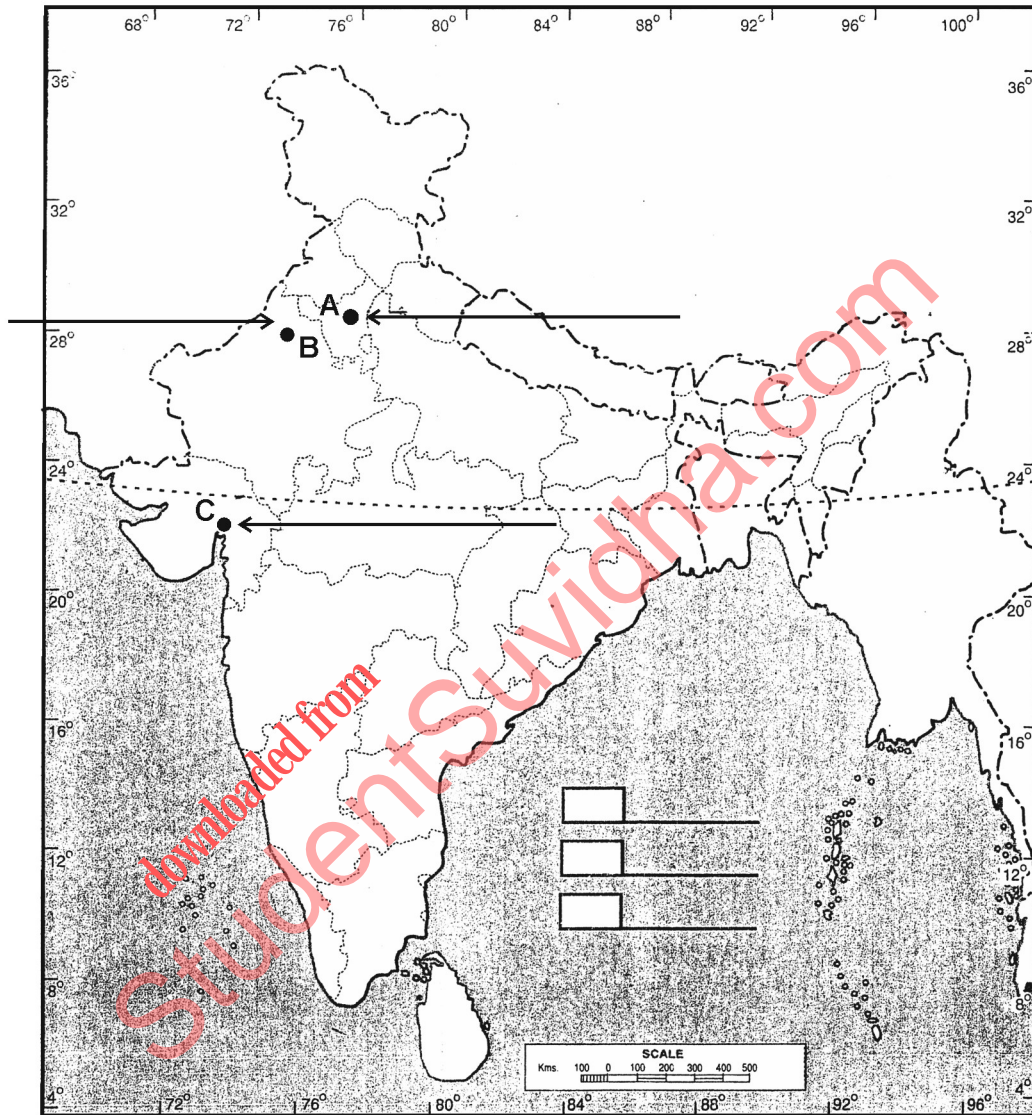 68° 72° 76° 80° 84° 88° 92° 96° 100°
36° 36°
32° 32°
A
B
28° 28°
24° 24°
C
20° 20°
16° 16°
12° 12°
8° 8°
SCALE
Kms. 100 0 100 200 300 400 500
4° 4°
72° 76° 80° 84° 88° 92° 96°
downloaded from
StudentSuvidha.com